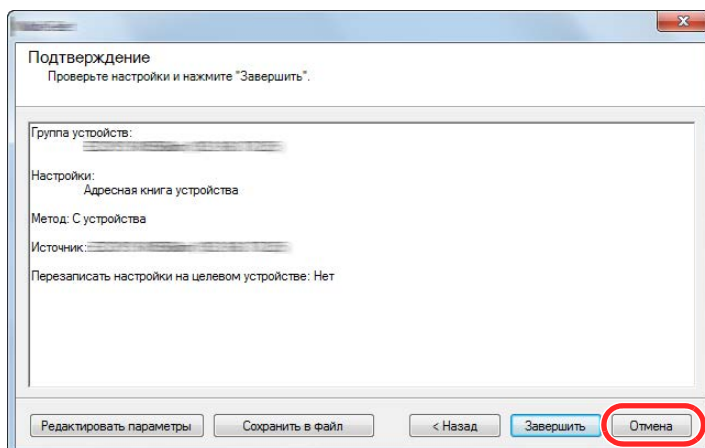 Подтверждение
Проверьте настройки и нажмите "Завершить".
Группа устройств:
Настройки:
Адресная книга устройства
Метод: С устройства
Источник:
Перезаписать настройки на целевом устройстве: Нет
Редактировать параметры
Сохранить в файл
< Назад
Завершить
Отмена